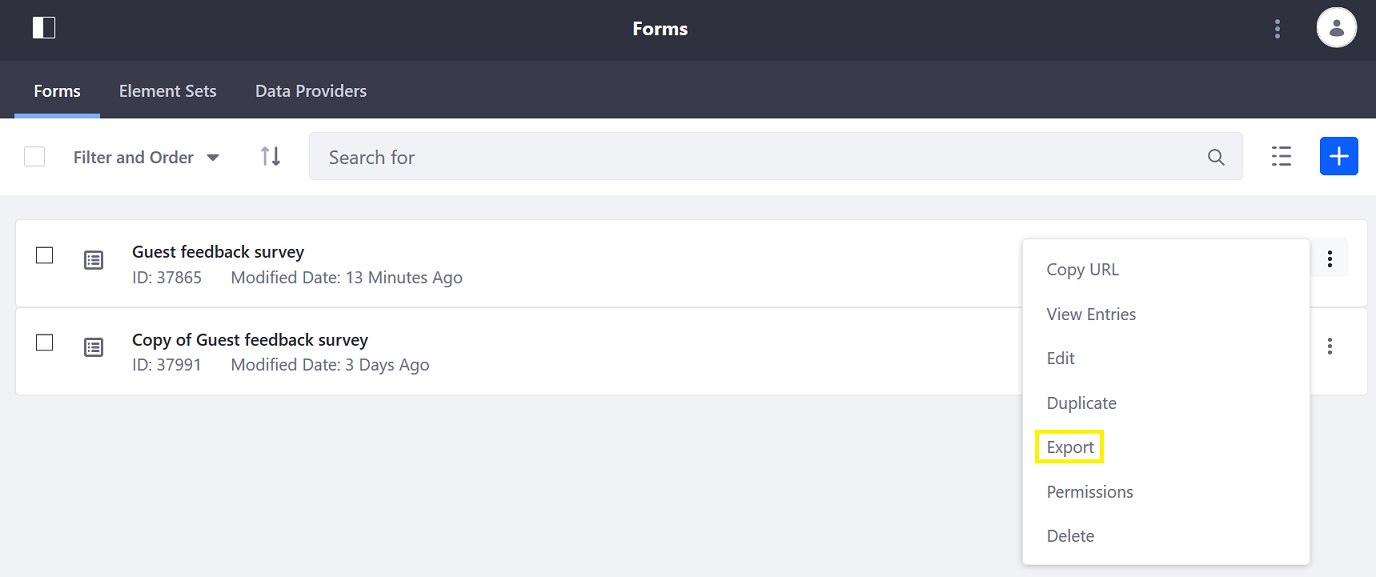 Forms
Forms Element Sets Data Providers
Filter and Order Search for
Guest feedback survey
ID: 37865 Modified Date: 13 Minutes Ago
Copy of Guest feedback survey
ID: 37991 Modified Date: 3 Days Ago
Copy URL
View Entries
Edit
Duplicate
Export
Permissions
Delete